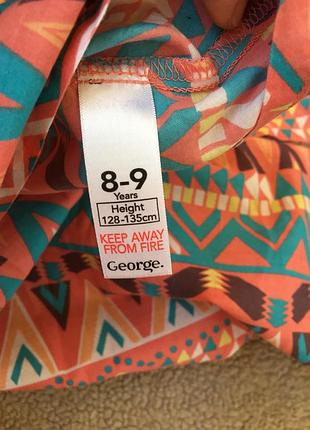 8-9
Years
Height
128-135cm
KEEP AWAY
FROM FIRE
George.